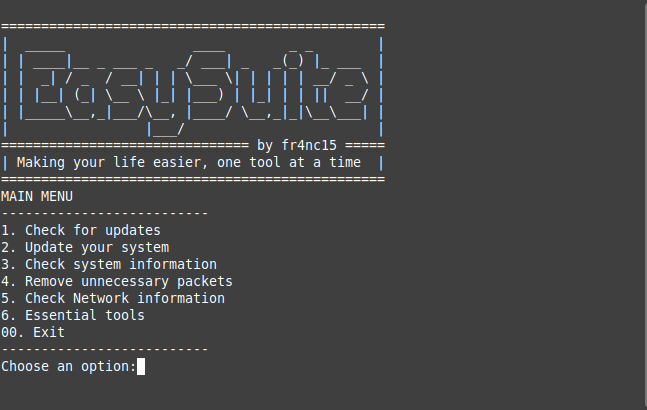 Easy Suite
by fr4nc15
Making your life easier, one tool at a time
MAIN MENU
--------------------------
1. Check for updates
2. Update your system
3. Check system information
4. Remove unnecessary packets
5. Check Network information
6. Essential tools
00. Exit
--------------------------
Choose an option: